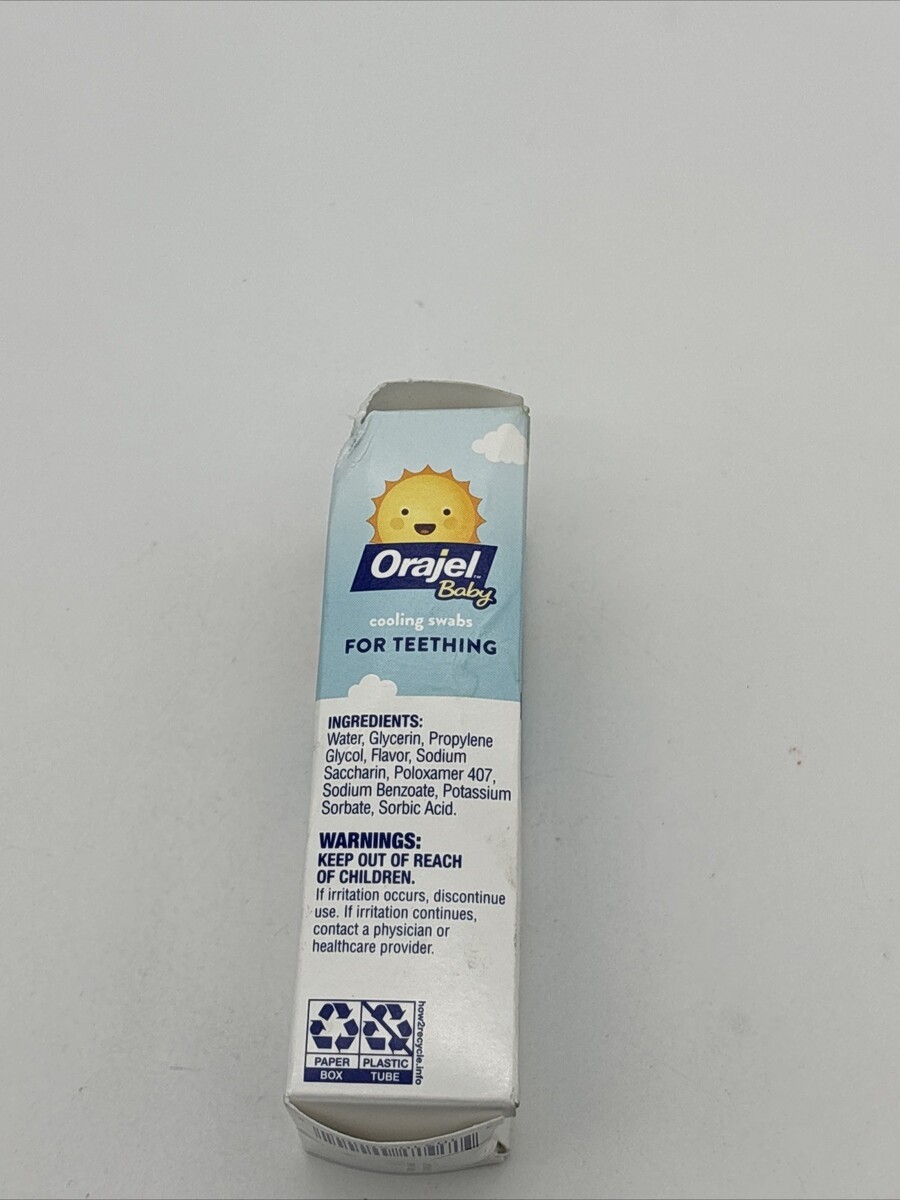 Orajel™
Baby
cooling swabs
FOR TEETHING
INGREDIENTS:
Water, Glycerin, Propylene
Glycol, Flavor, Sodium
Saccharin, Poloxamer 407,
Sodium Benzoate, Potassium
Sorbate, Sorbic Acid.
WARNINGS:
KEEP OUT OF REACH
OF CHILDREN.
If irritation occurs, discontinue
use. If irritation continues,
contact a physician or
healthcare provider.
PAPER PLASTIC
BOX TUBE
how2recycle.info